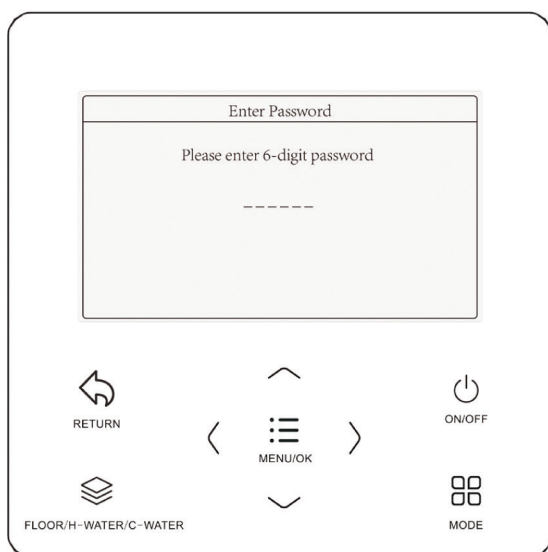 Enter Password
Please enter 6-digit password
_ _ _ _ _ _
RETURN
MENU/OK
ON/OFF
FLOOR/H-WATER/C-WATER
MODE